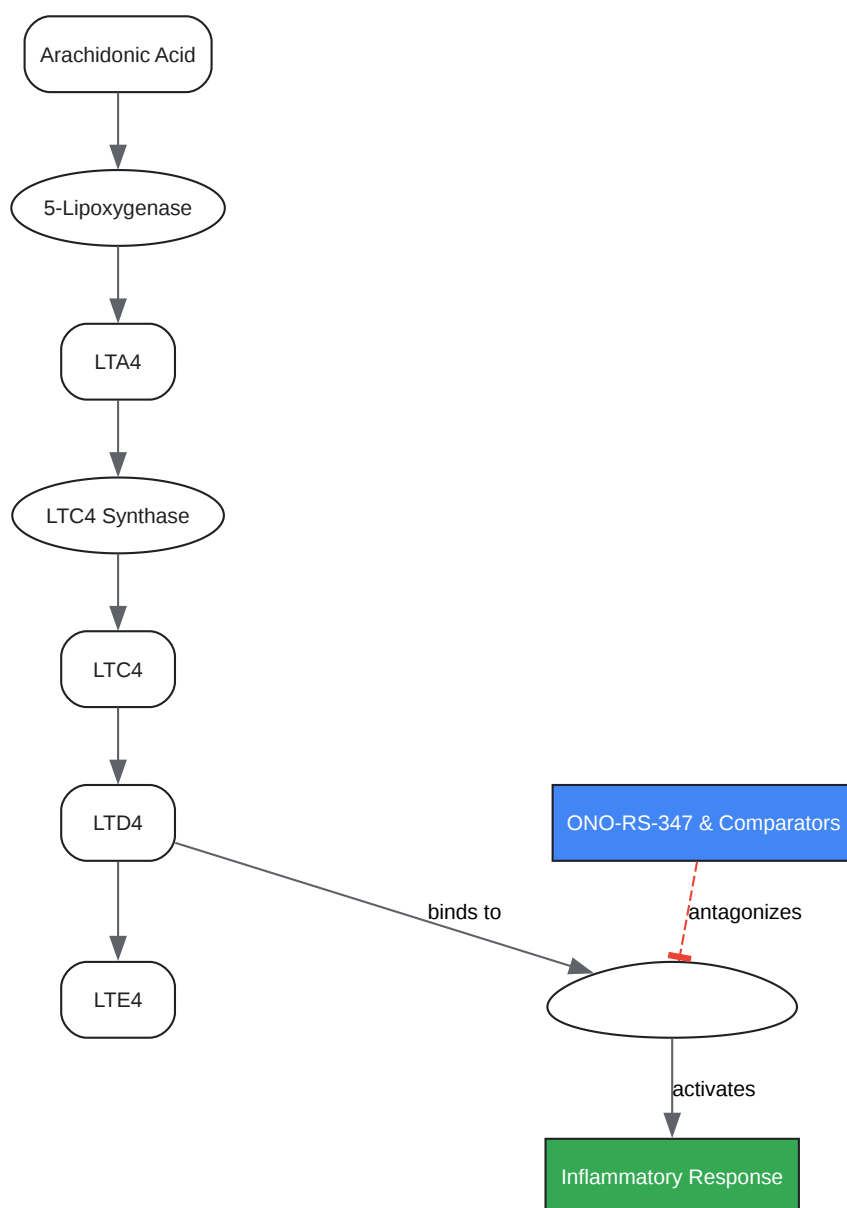 Arachidonic Acid
5-Lipoxygenase
LTA4
LTC4 Synthase
LTC4
LTD4
ONO-RS-347 & Comparators
binds to
antagonizes
LTE4
activates
Inflammatory Response